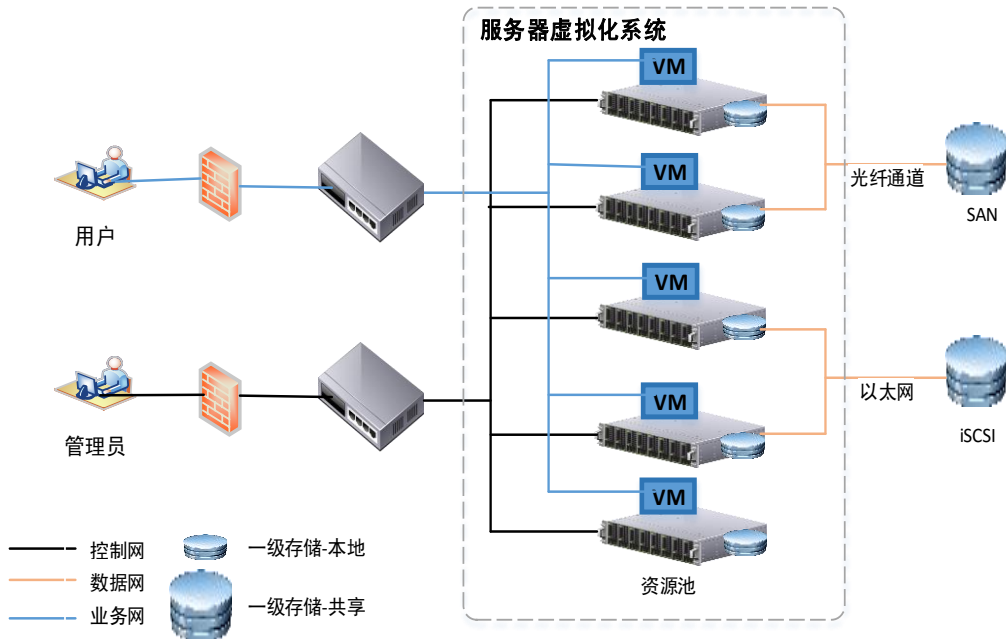 服务器虚拟化系统
VM
VM
光纤通道
SAN
用户
VM
以太网
VM
iSCSI
管理员
VM
控制网
一级存储-本地
数据网
资源池
业务网
一级存储-共享